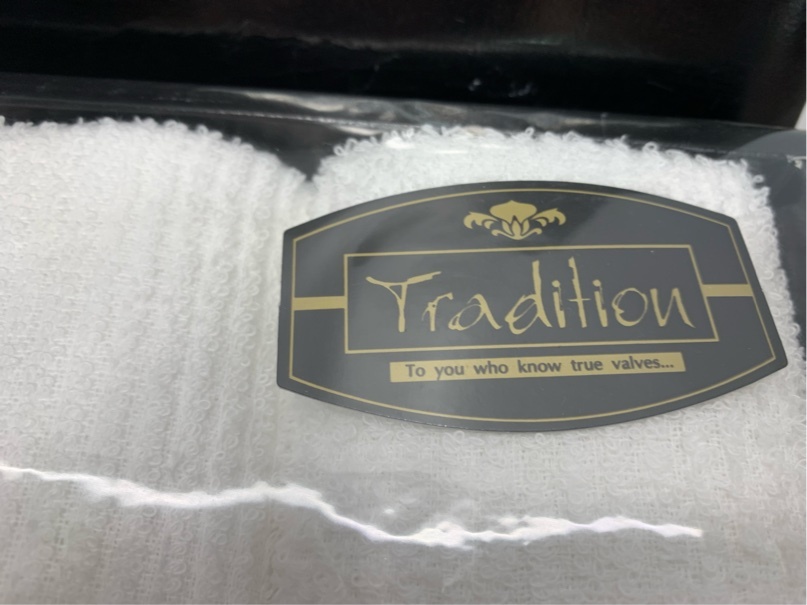 Tradition
To you who know true valves...